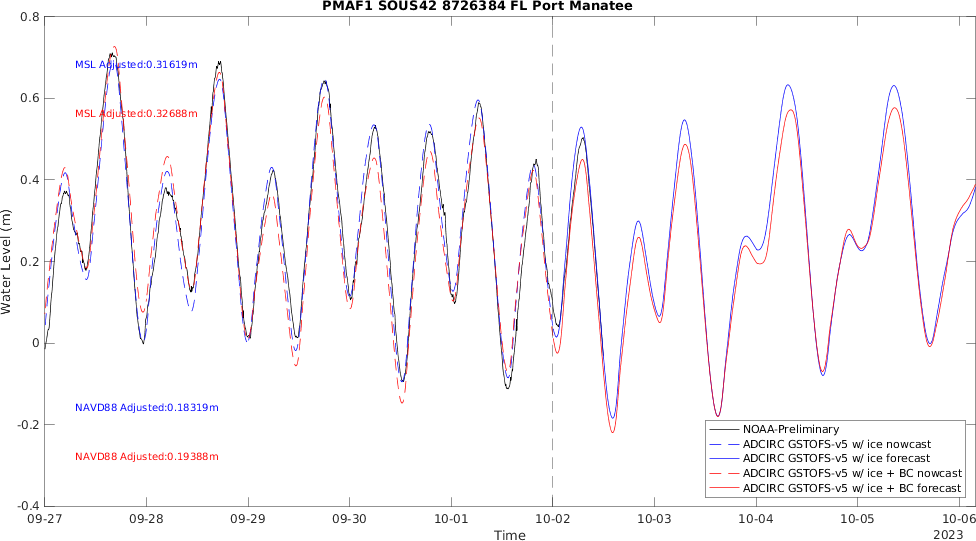 PMAF1 SOUS42 8726384 FL Port Manatee
0.8
MSL Adjusted:0.31619m
0.6
MSL Adjusted:0.32688m
0.4
Water Level (m)
0.2
0
NAVD88 Adjusted:0.18319m
-0.2
NAVD88 Adjusted:0.19388m
-0.4
NOAA-Preliminary
ADCIRC GSTOFS-v5 w/ ice nowcast
ADCIRC GSTOFS-v5 w/ ice forecast
ADCIRC GSTOFS-v5 w/ ice + BC nowcast
ADCIRC GSTOFS-v5 w/ ice + BC forecast
09-27 09-28 09-29 09-30 10-01 10-02 10-03 10-04 10-05 10-06
Time
2023